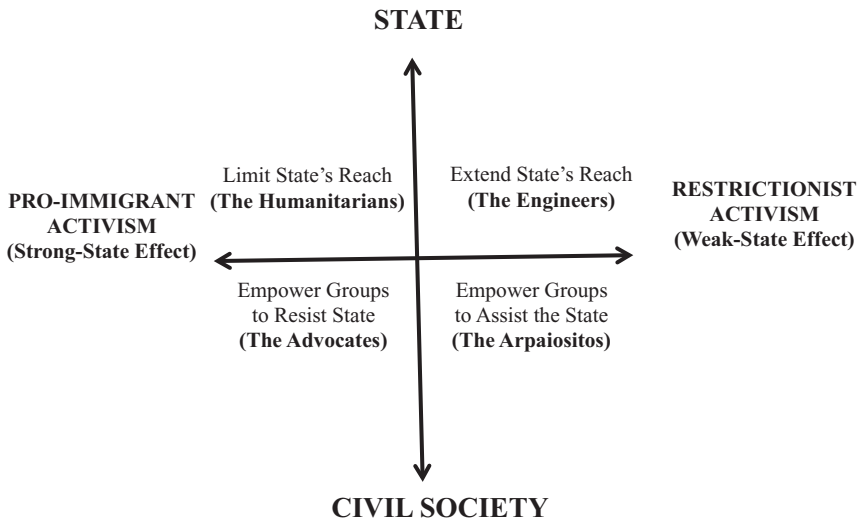 STATE
Limit State’s Reach
(The Humanitarians)
Extend State’s Reach
(The Engineers)
PRO-IMMIGRANT
ACTIVISM
(Strong-State Effect)
RESTRICTIONIST
ACTIVISM
(Weak-State Effect)
Empower Groups
to Resist State
(The Advocates)
Empower Groups
to Assist the State
(The Arpaiositos)
CIVIL SOCIETY